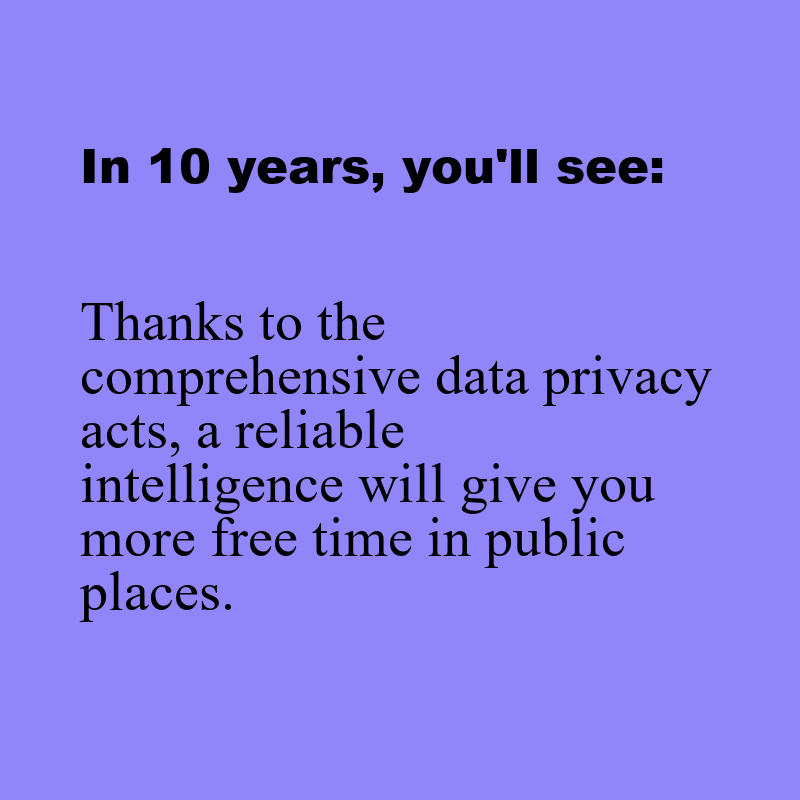 In 10 years, you'll see:
Thanks to the
comprehensive data privacy
acts, a reliable
intelligence will give you
more free time in public
places.